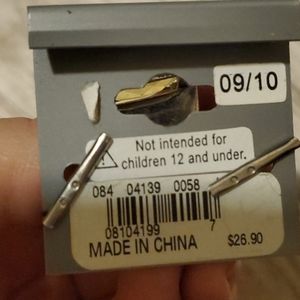 09/10
Not intended for
children 12 and under.
084 04139 0058
08104199 7
MADE IN CHINA
$26.90